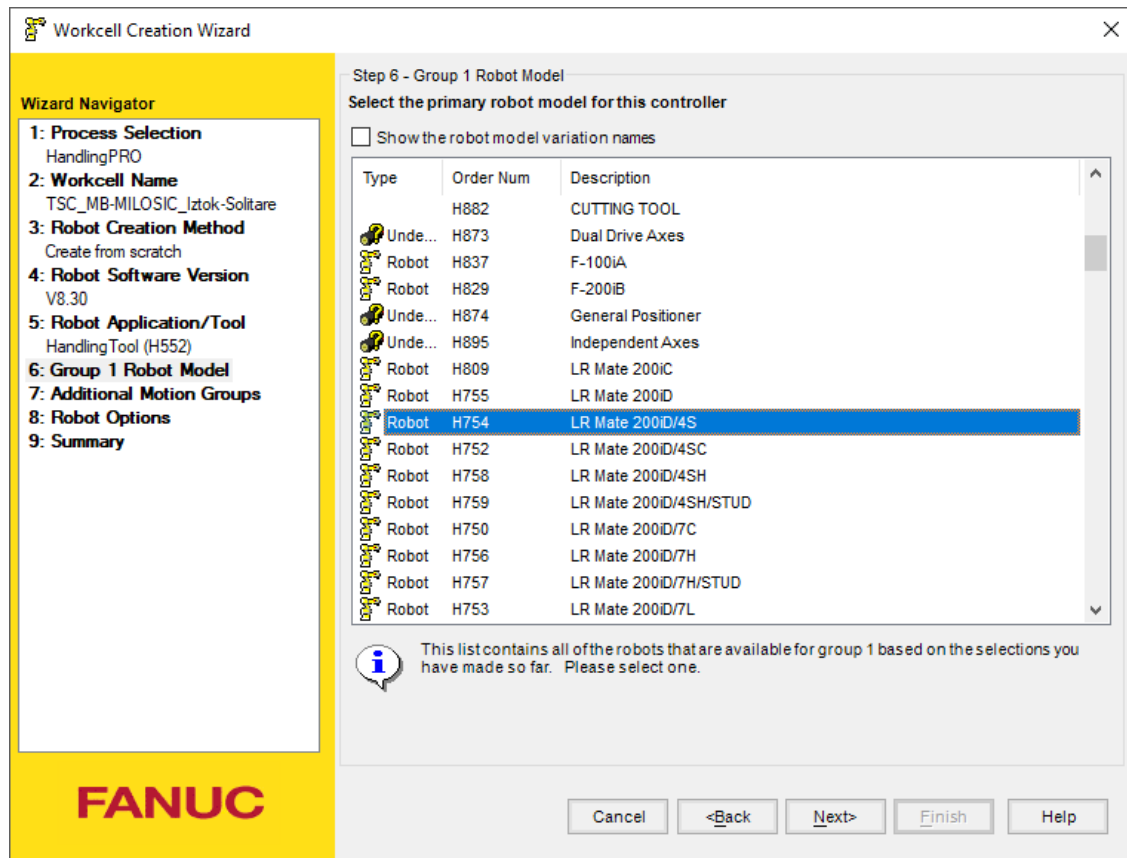 Workcell Creation Wizard
Wizard Navigator
1: Process Selection
HandlingPRO
2: Workcell Name
TSC_MB-MILOSIC_Iztok-Solitare
3: Robot Creation Method
Create from scratch
4: Robot Software Version
V8.30
5: Robot Application/Tool
HandlingTool (H552)
6: Group 1 Robot Model
7: Additional Motion Groups
8: Robot Options
9: Summary
FANUC
Step 6 - Group 1 Robot Model
Select the primary robot model for this controller
Show the robot model variation names
Type Order Num Description
H882 CUTTING TOOL
Unde... H873 Dual Drive Axes
Robot H837 F-100iA
Robot H829 F-200iB
Unde... H874 General Positioner
Unde... H895 Independent Axes
Robot H809 LR Mate 200iC
Robot H755 LR Mate 200iD
Robot H754 LR Mate 200iD/4S
Robot H752 LR Mate 200iD/4SC
Robot H758 LR Mate 200iD/4SH
Robot H759 LR Mate 200iD/4SH/STUD
Robot H750 LR Mate 200iD/7C
Robot H756 LR Mate 200iD/7H
Robot H757 LR Mate 200iD/7H/STUD
Robot H753 LR Mate 200iD/7L
This list contains all of the robots that are available for group 1 based on the selections you
have made so far. Please select one.
Cancel <Back Next> Finish Help